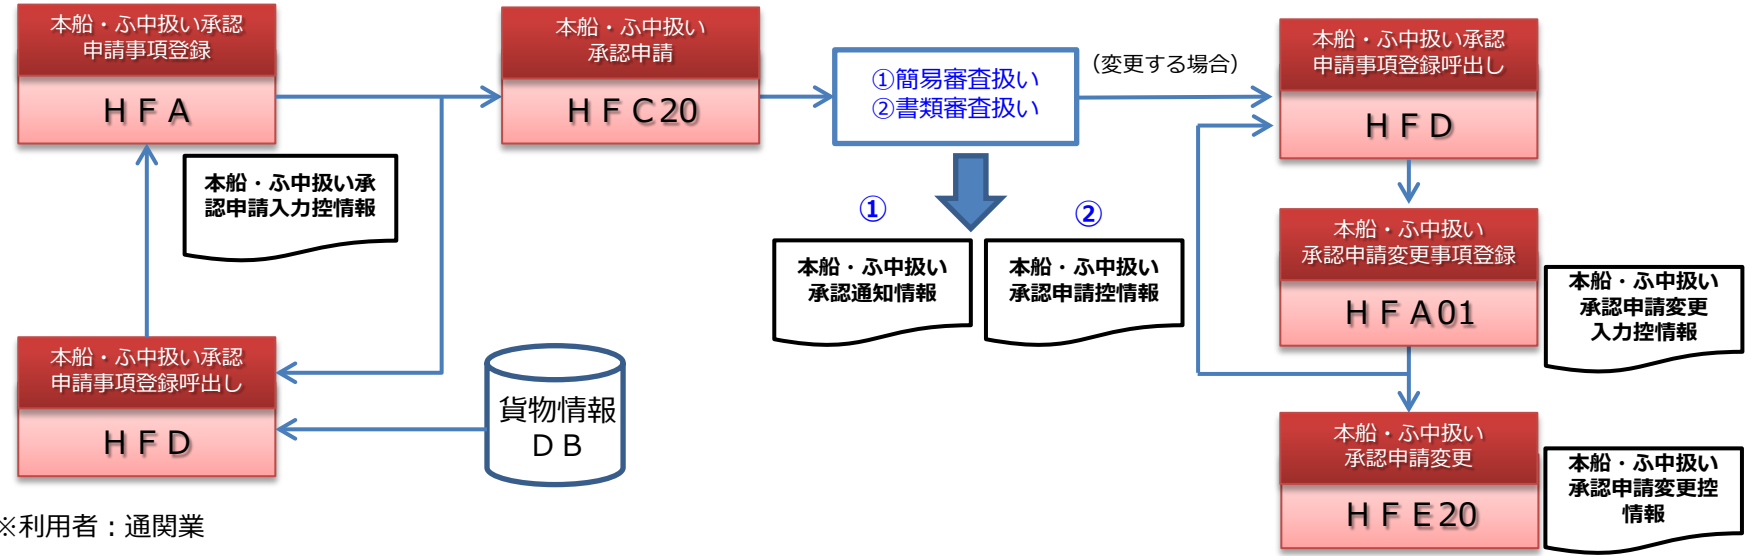 本船・ふ中扱い承認
申請事項登録
ＨＦＡ
本船・ふ中扱い承
認申請入力控情報
本船・ふ中扱い承認
申請事項登録呼出し
ＨＦＤ
貨物情報
ＤＢ
※利用者：通関業
本船・ふ中扱い
承認申請
ＨＦＣ20
①簡易審査扱い
②書類審査扱い
（変更する場合）
①
②
本船・ふ中扱い
承認通知情報
本船・ふ中扱い
承認申請控情報
本船・ふ中扱い承認
申請事項登録呼出し
ＨＦＤ
本船・ふ中扱い
承認申請変更事項登録
ＨＦＡ01
本船・ふ中扱い
承認申請変更
入力控情報
本船・ふ中扱い
承認申請変更
ＨＦＥ20
本船・ふ中扱い
承認申請変更控
情報